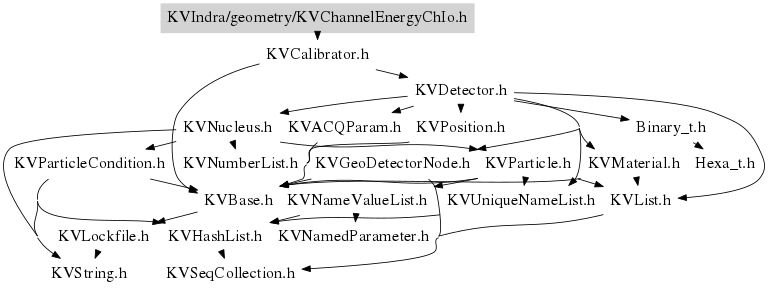 KVIndra/geometry/KVChannelEnergyChIo.h
KVCalibrator.h
KVDetector.h
KVNucleus.h KVACQParam.h KVPosition.h Binary_t.h
KVParticleCondition.h KVNumberList.h KVGeoDetectorNode.h KVParticle.h KVMaterial.h Hexa_t.h
KVBase.h KVNameValueList.h KVUniqueNameList.h KVList.h
KVLockfile.h KVHashList.h KVNamedParameter.h
KVString.h KVSeqCollection.h